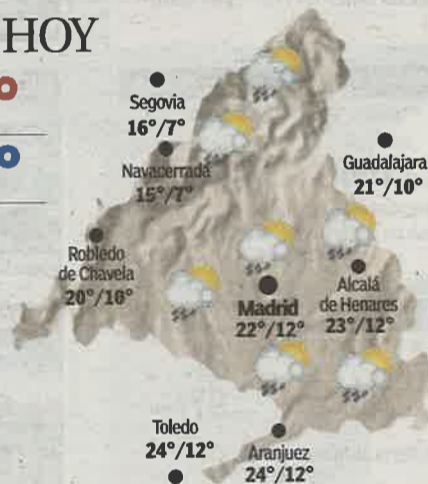 HOY
Segovia
16°/7°
Navacerrada
15°/7°
Guadalajara
21°/10°
Robledo
de Chavela
20°/10°
Madrid
22°/12°
Alcalá
de Henares
23°/12°
Toledo
24°/12°
Aranjuez
24°/12°